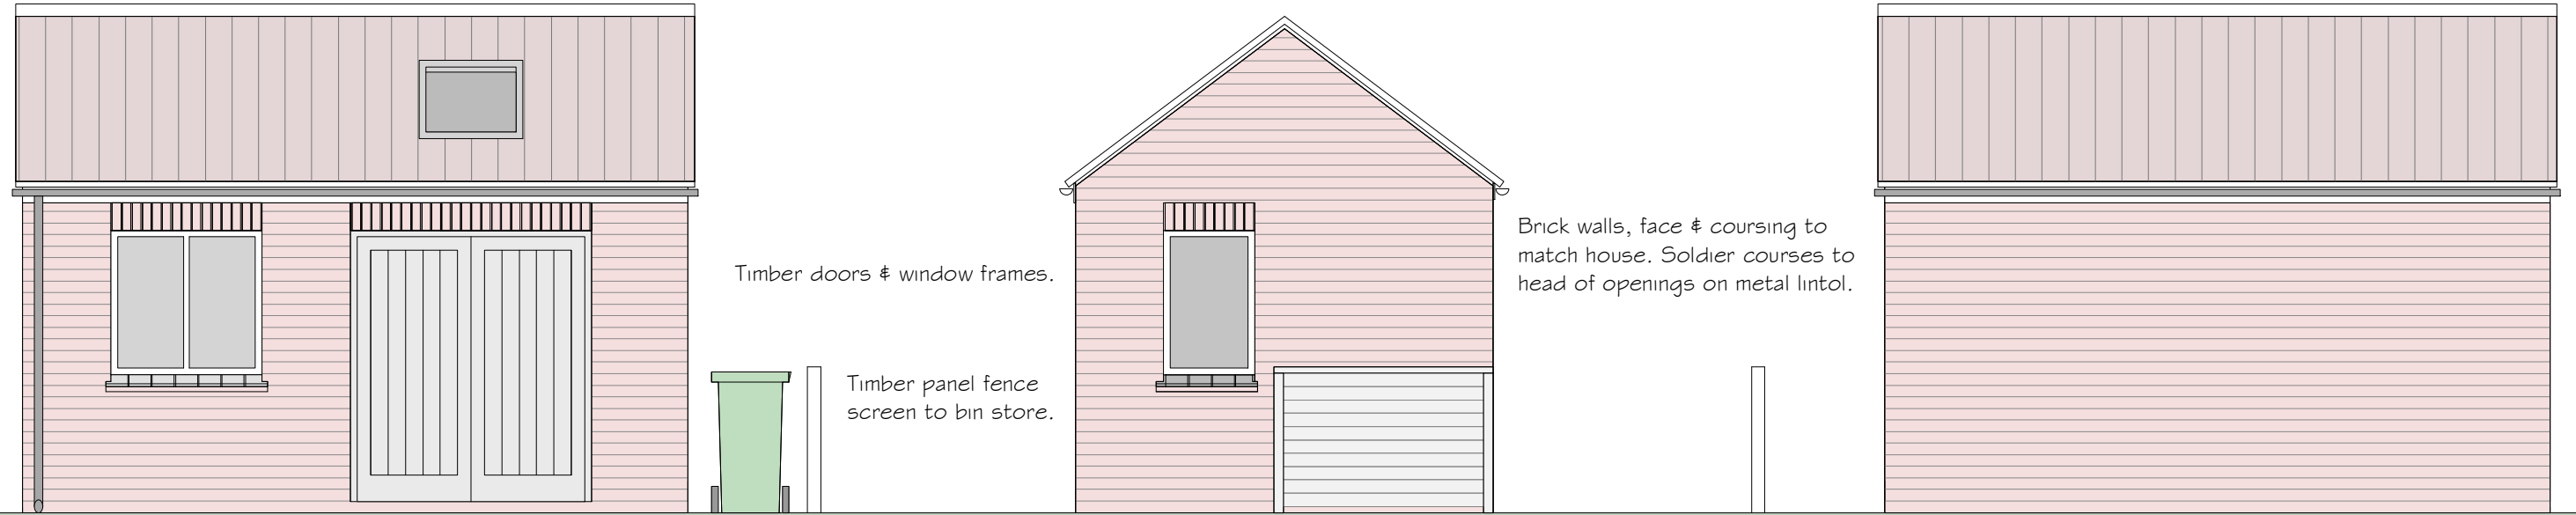 Timber doors & window frames.
Timber panel fence
screen to bin store.
Brick walls, face & coursing to
match house. Soldier courses to
head of openings on metal lintol.